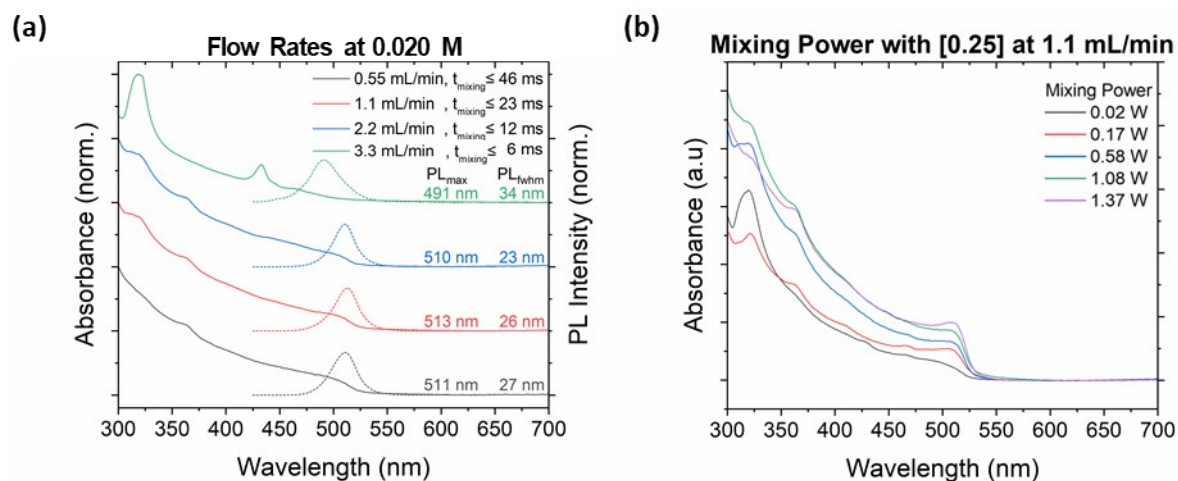 (a)
Flow Rates at 0.020 M
0.55 mL/min, tmixing ≤ 46 ms
1.1 mL/min , tmixing ≤ 23 ms
2.2 mL/min , tmixing ≤ 12 ms
3.3 mL/min , tmixing ≤ 6 ms
PLmax PLfwhm
491 nm 34 nm
510 nm 23 nm
513 nm 26 nm
511 nm 27 nm
Absorbance (norm.)
PL Intensity (norm.)
300 350 400 450 500 550 600 650 700
Wavelength (nm)
(b)
Mixing Power with [0.25] at 1.1 mL/min
Mixing Power
0.02 W
0.17 W
0.58 W
1.08 W
1.37 W
Absorbance (a.u)
300 350 400 450 500 550 600 650 700
Wavelength (nm)